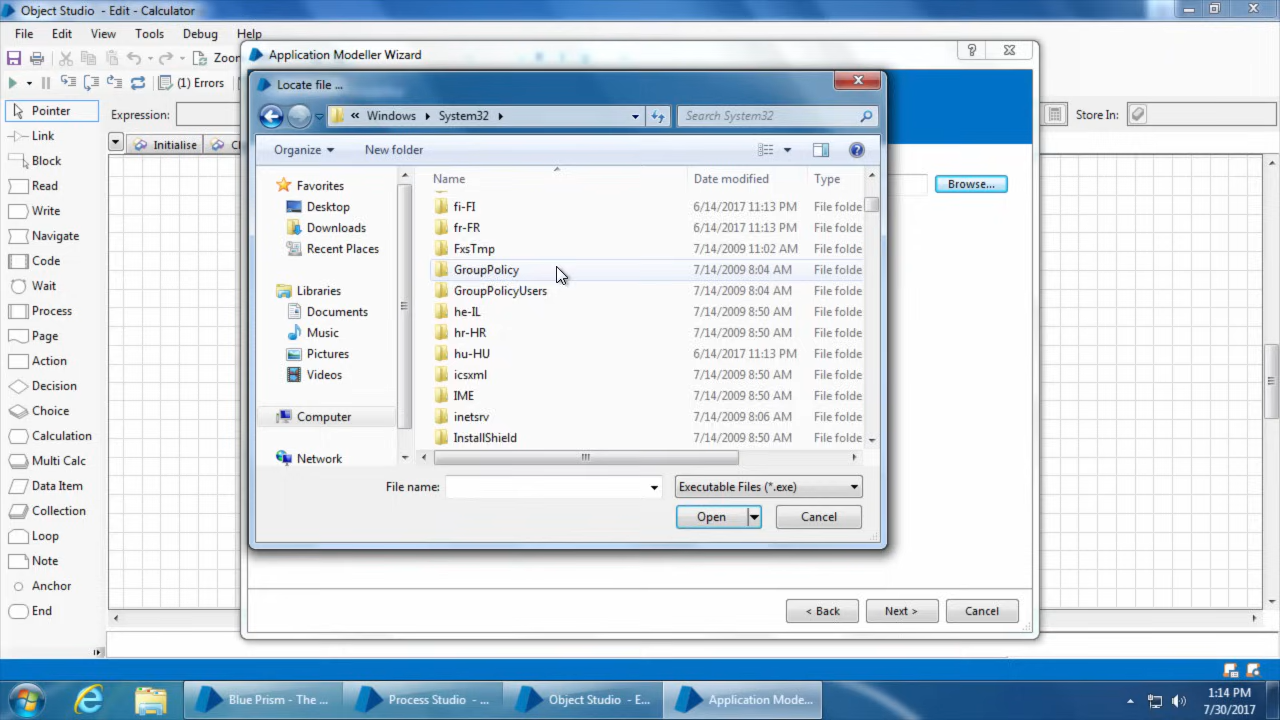 Object Studio - Edit - Calculator
File Edit View Tools Debug Help
Zoom
(1) Errors
Pointer
Link
Block
Read
Write
Navigate
Code
Wait
Process
Page
Action
Decision
Choice
Calculation
Multi Calc
Data Item
Collection
Loop
Note
Anchor
End
Expression:
Store In:
Initialise
Application Modeller Wizard
Browse...
Locate file ...
Windows
System32
Search System32
Organize
New folder
Favorites
Desktop
Downloads
Recent Places
Libraries
Documents
Music
Pictures
Videos
Computer
Network
Name Date modified Type
fi-FI 6/14/2017 11:13 PM File folde
fr-FR 6/14/2017 11:13 PM File folde
FxsTmp 7/14/2009 11:02 AM File folde
GroupPolicy 7/14/2009 8:04 AM File folde
GroupPolicyUsers 7/14/2009 8:04 AM File folde
he-IL 7/14/2009 8:50 AM File folde
hr-HR 7/14/2009 8:50 AM File folde
hu-HU 6/14/2017 11:13 PM File folde
icsxml 7/14/2009 8:50 AM File folde
IME 7/14/2009 8:50 AM File folde
inetsrv 7/14/2009 8:06 AM File folde
InstallShield 7/14/2009 8:50 AM File folde
File name:
Executable Files (*.exe)
Open
Cancel
< Back
Next >
Cancel
Blue Prism - The ...
Process Studio - ...
Object Studio - E...
Application Mode...
1:14 PM
7/30/2017